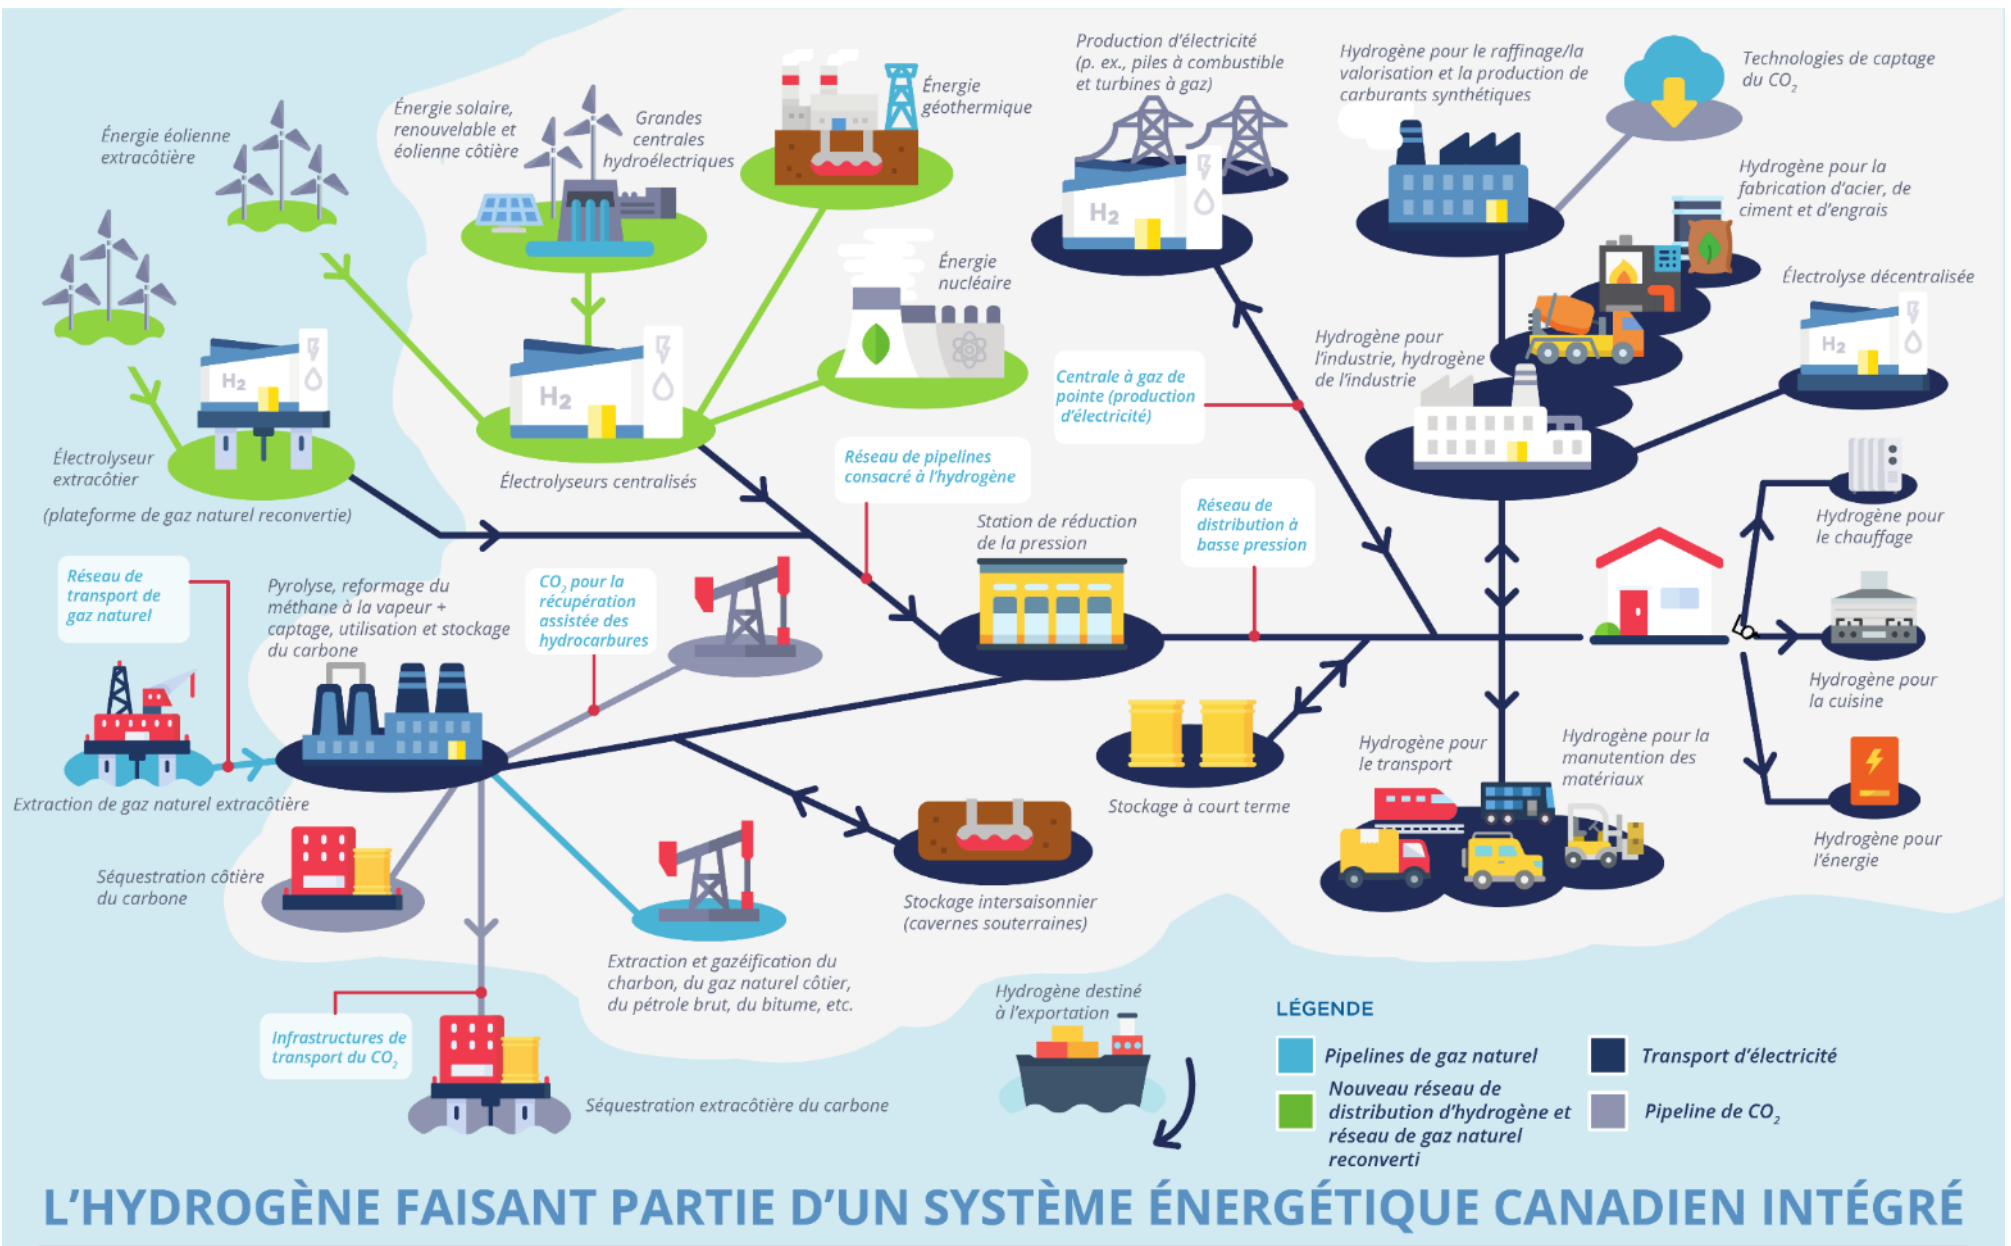 Énergie éolienne
extracôtière
Énergie solaire,
renouvelable et
éolienne côtière
Grandes
centrales
hydroélectriques
Énergie
géothermique
Production d'électricité
(p. ex., piles à combustible
et turbines à gaz)
Hydrogène pour le raffinage/la
valorisation et la production de
carburants synthétiques
Technologies de captage
du CO₂
Hydrogène pour la
fabrication d'acier, de
ciment et d'engrais
Énergie
nucléaire
H₂
H₂
H₂
H₂
Électrolyse décentralisée
Hydrogène pour
l'industrie, hydrogène
de l'industrie
Centrale à gaz de
pointe (production
d'électricité)
Électrolyseur
extracôtier
(plateforme de gaz naturel reconvertie)
Électrolyseurs centralisés
Réseau de pipelines
consacré à l'hydrogène
Station de réduction
de la pression
Réseau de
distribution à
basse pression
Hydrogène pour
le chauffage
Réseau de
transport de
gaz naturel
Pyrolyse, reformage du
méthane à la vapeur +
captage, utilisation et stockage
du carbone
CO₂ pour la
récupération
assistée des
hydrocarbures
Hydrogène pour
la cuisine
Extraction de gaz naturel extracôtière
Stockage à court terme
Hydrogène pour
le transport
Hydrogène pour la
manutention des
matériaux
Hydrogène pour
l'énergie
Séquestration côtière
du carbone
Stockage intersaisonnier
(cavernes souterraines)
Extraction et gazéification du
charbon, du gaz naturel côtier,
du pétrole brut, du bitume, etc.
Infrastructures de
transport du CO₂
Séquestration extracôtière du carbone
Hydrogène destiné
à l'exportation
LÉGENDE
Pipelines de gaz naturel
Nouveau réseau de
distribution d'hydrogène et
réseau de gaz naturel
reconverti
Transport d'électricité
Pipeline de CO₂
L'HYDROGÈNE FAISANT PARTIE D'UN SYSTÈME ÉNERGÉTIQUE CANADIEN INTÉGRÉ